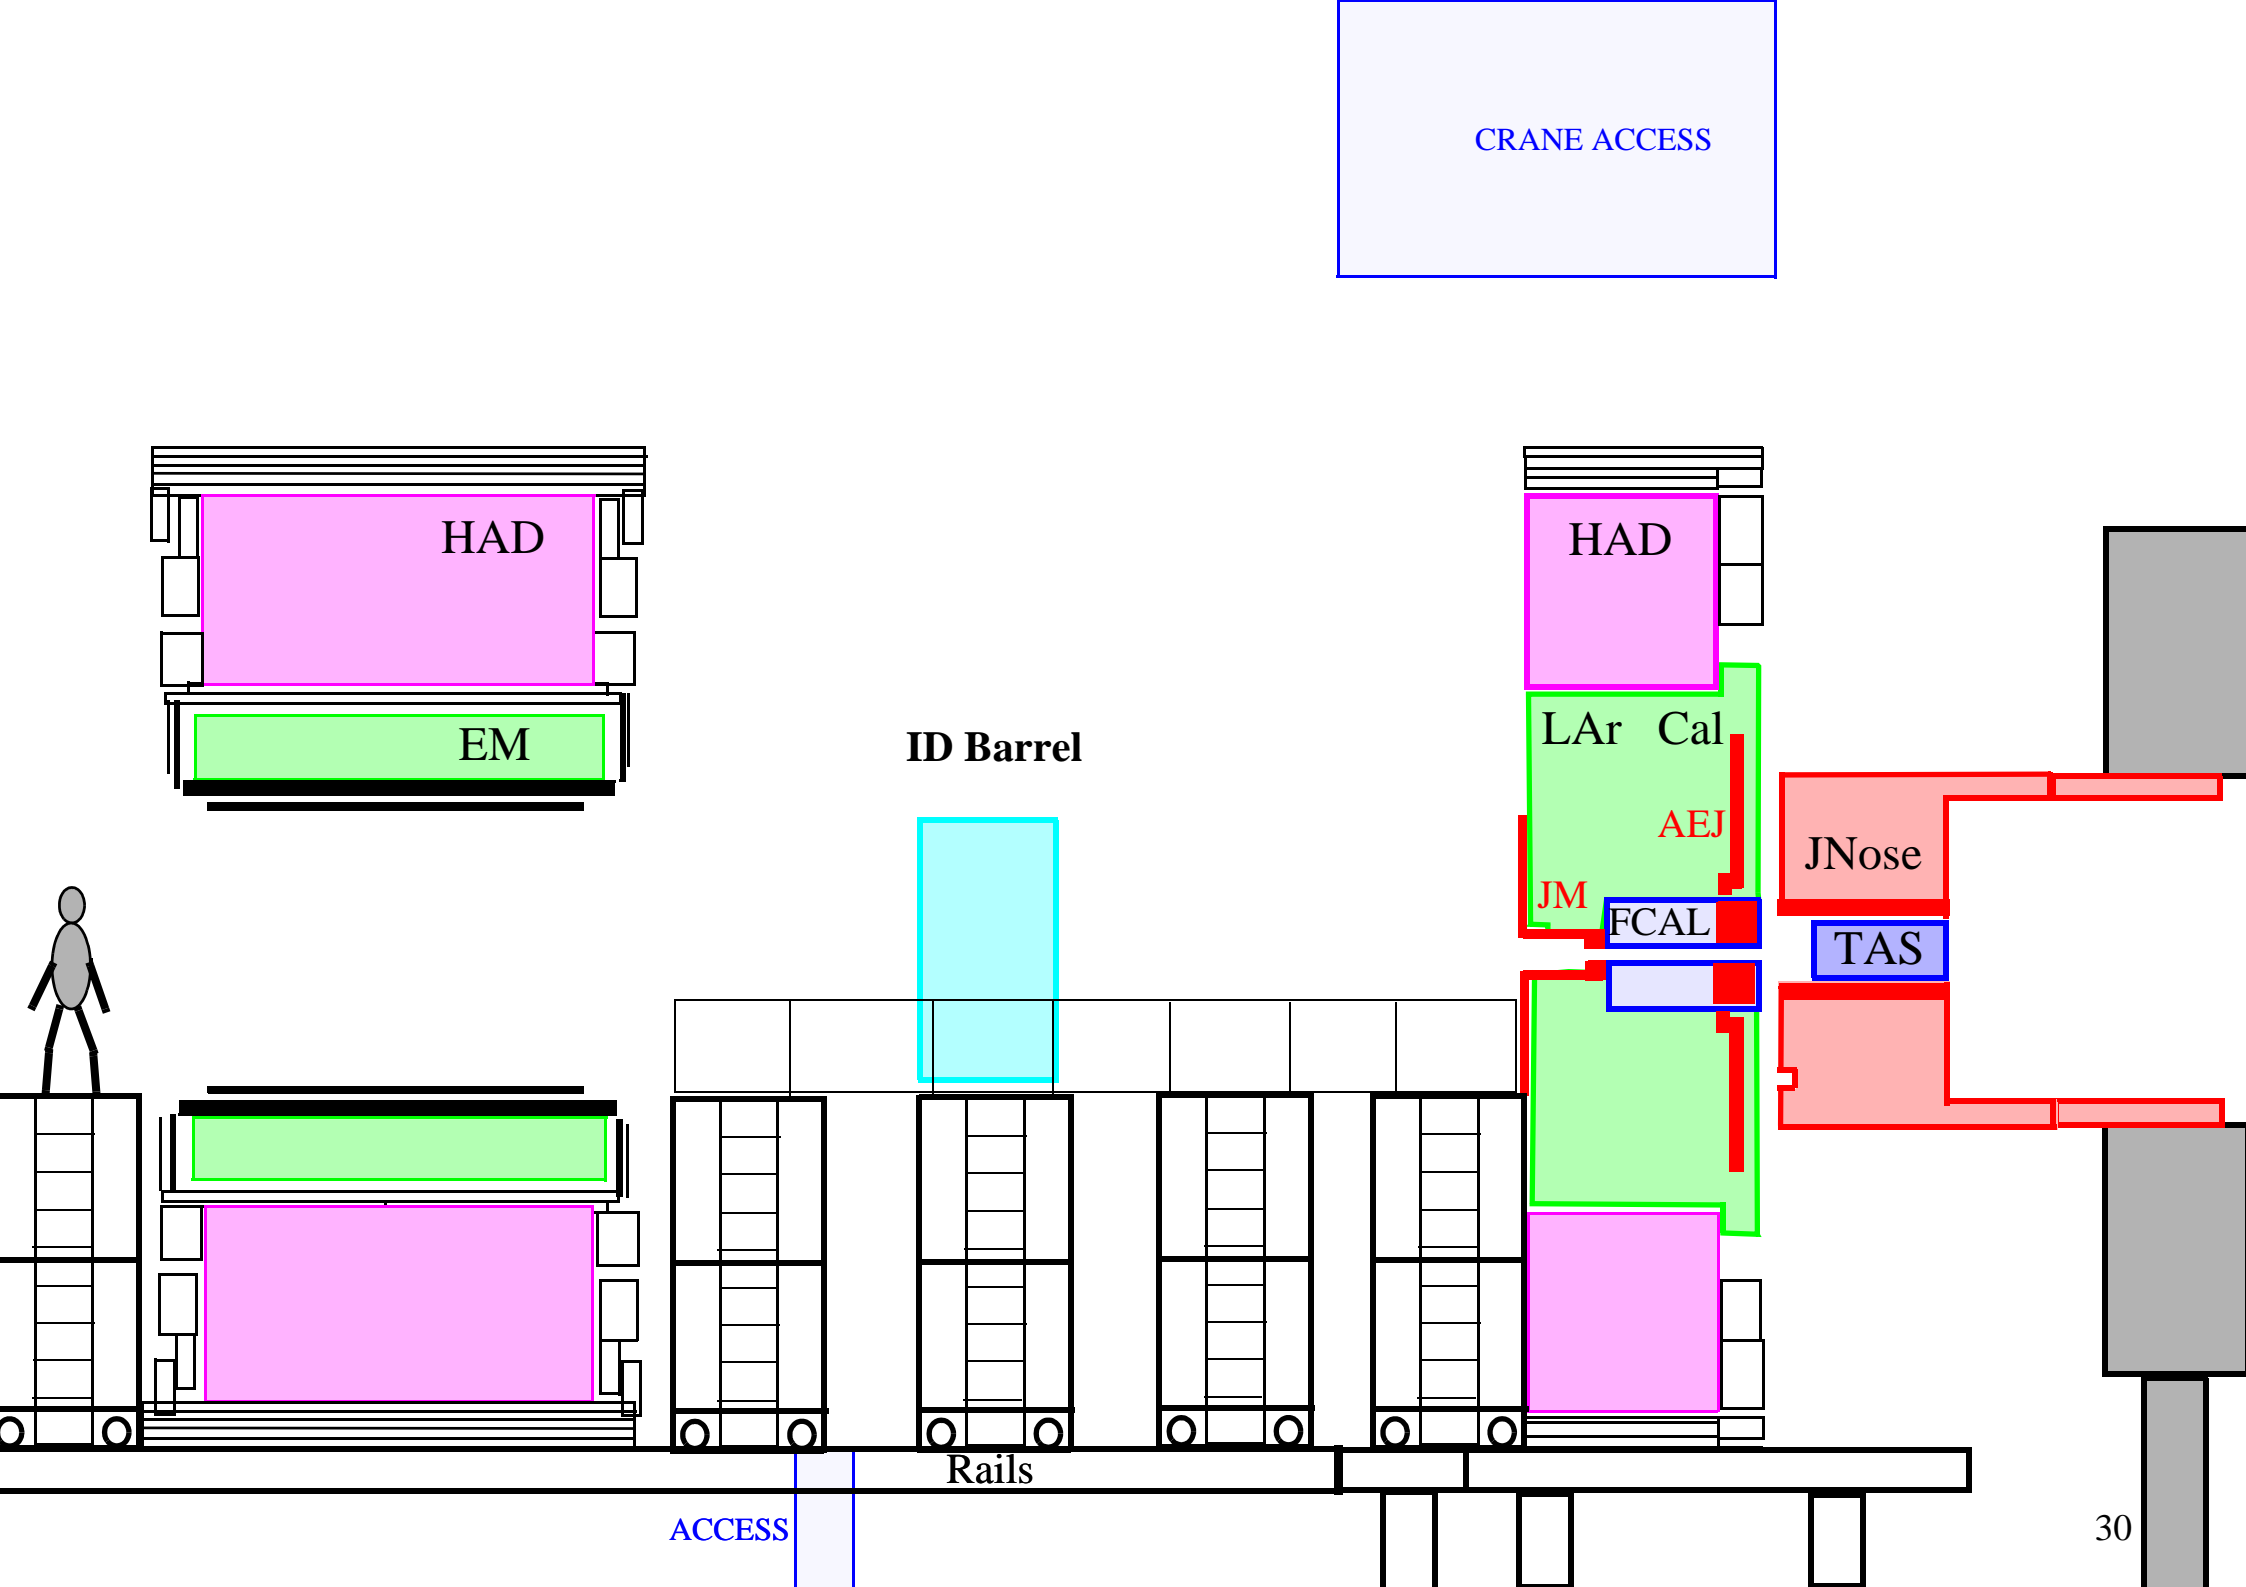 CRANE ACCESS
HAD
HAD
EM
ID Barrel
LAr Cal
AEJ
JNose
JM
FCAL
TAS
Rails
ACCESS
30